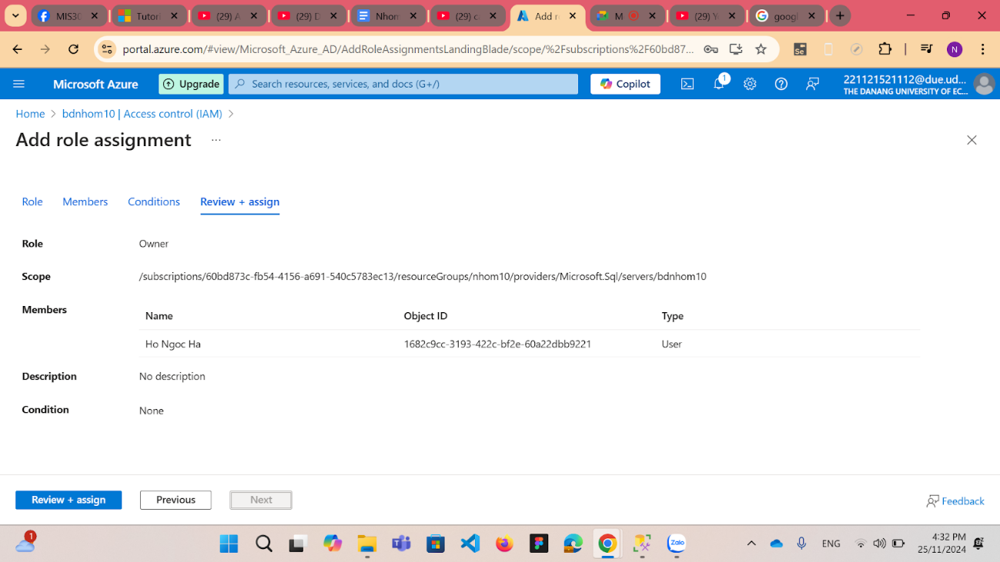 MIS30
Tutori
(29) A
(29) D
Nhom
(29) c
Add r
M
(29) Y
googl
portal.azure.com/#view/Microsoft_Azure_AD/AddRoleAssignmentsLandingBlade/scope/%2Fsubscriptions%2F60bd87...
N
Microsoft Azure
Upgrade
Search resources, services, and docs (G+/)
Copilot
1
221121521112@due.ud...
THE DANANG UNIVERSITY OF EC...
Home > bdnhom10 | Access control (IAM) >
Add role assignment ...
Role Members Conditions Review + assign
Role Owner
Scope /subscriptions/60bd873c-fb54-4156-a691-540c5783ec13/resourceGroups/nhom10/providers/Microsoft.Sql/servers/bdnhom10
Members
Name Object ID Type
Ho Ngoc Ha 1682c9cc-3193-422c-bf2e-60a22dbb9221 User
Description No description
Condition None
Review + assign Previous Next Feedback
1
Zalo
ENG
4:32 PM
25/11/2024